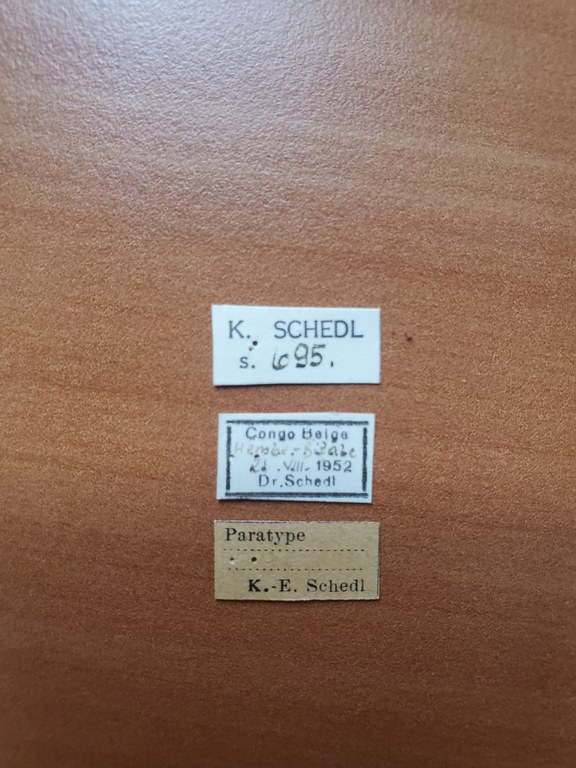 K. SCHEDL
s. 695.
Congo Belge
21 .VIII. 1952
Dr.Schedl
Paratype
K.-E. Schedl